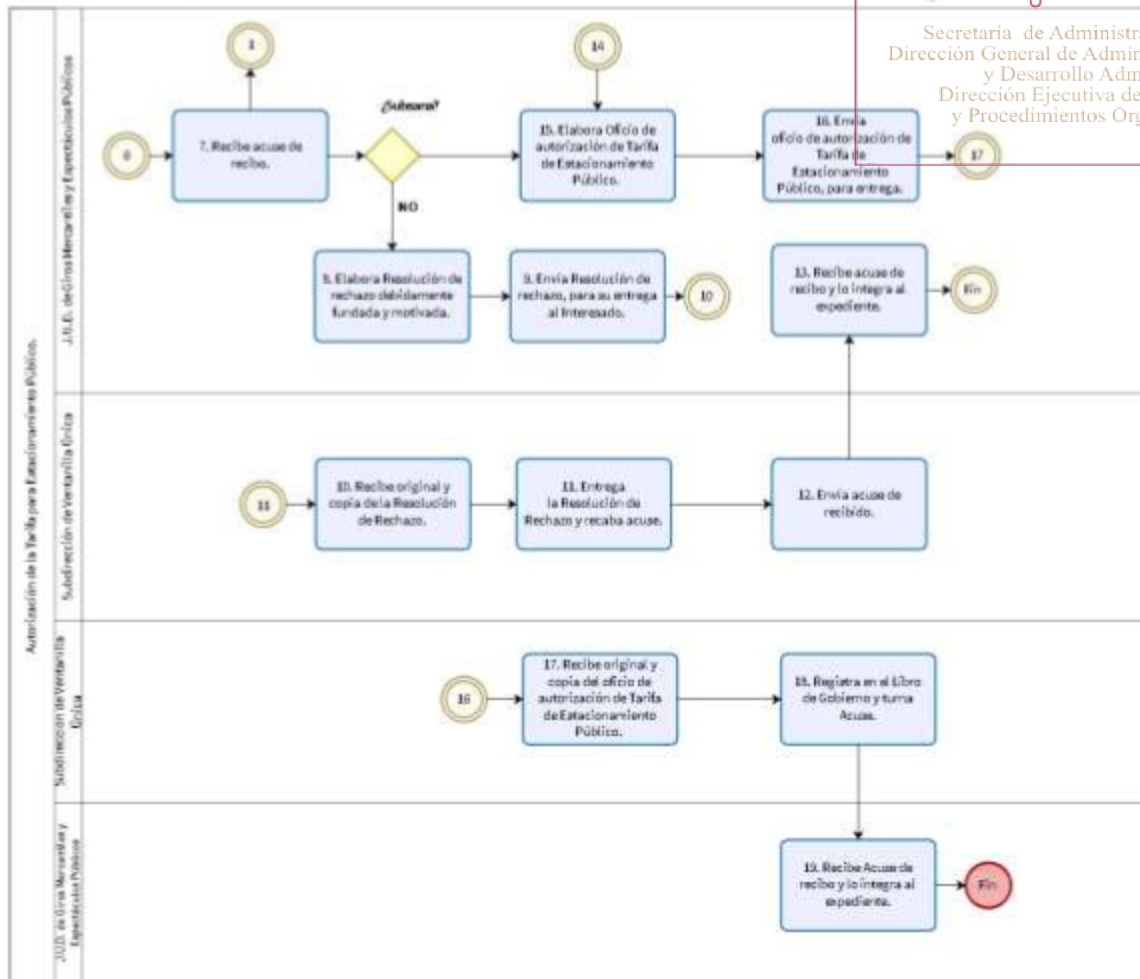 Secretaría de Administra
Dirección General de Admin
y Desarrollo Adm
Dirección Ejecutiva de
y Procedimientos Org
Autorización de la Tarifa para Estacionamiento Público.
J.U.D. de Giros Mercantiles y Espectáculos Públicos
14
7. Recibe acuse de
recibo.
¿Subsana?
NO
15. Elabora Oficio de
autorización de Tarifa
de Estacionamiento
Público.
16. Envía
oficio de autorización de
Tarifa de
Estacionamiento
Público, para entrega.
17
8. Elabora Resolución de
rechazo debidamente
fundada y motivada.
9. Envía Resolución de
rechazo, para su entrega
al Interesado.
10
13. Recibe acuse de
recibo y lo integra al
expediente.
Fin
Subdirección de Ventanilla Única
11
10. Recibe original y
copia de la Resolución
de Rechazo.
11. Entrega
la Resolución de
Rechazo y recaba acuse.
12. Envía acuse de
recibido.
Subdirección de Ventanilla
Única
16
17. Recibe original y
copia del oficio de
autorización de Tarifa
de Estacionamiento
Público.
18. Registra en el Libro
de Gobierno y turna
Acuse.
J.U.D. de Giros Mercantiles y
Espectáculos Públicos
19. Recibe Acuse de
recibo y lo integra al
expediente.
Fin